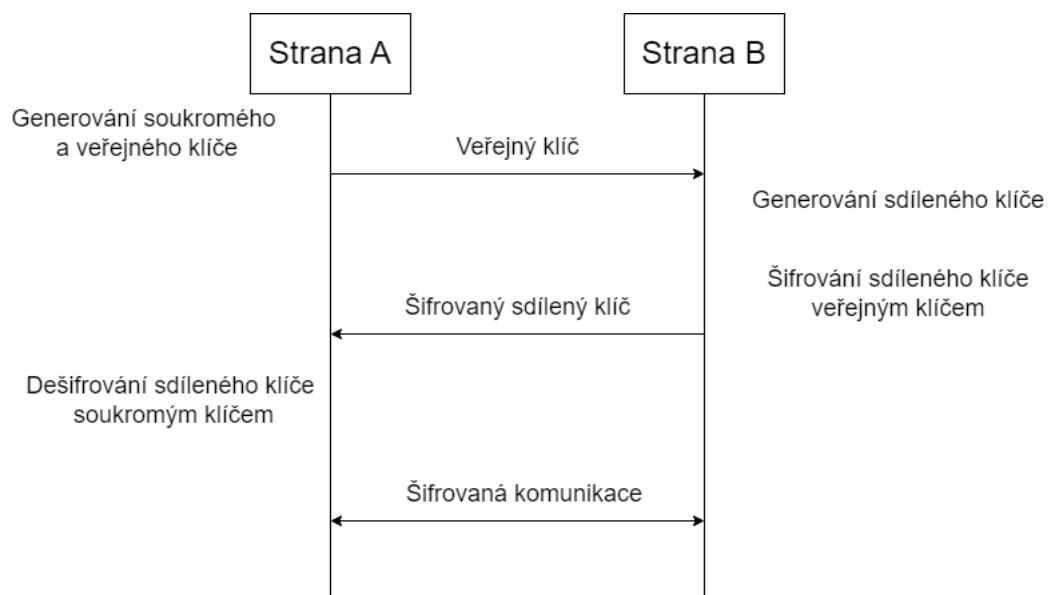 Strana A
Strana B
Generování soukromého
a veřejného klíče
Veřejný klíč
Generování sdíleného klíče
Šifrování sdíleného klíče
veřejným klíčem
Šifrovaný sdílený klíč
Dešifrování sdíleného klíče
soukromým klíčem
Šifrovaná komunikace